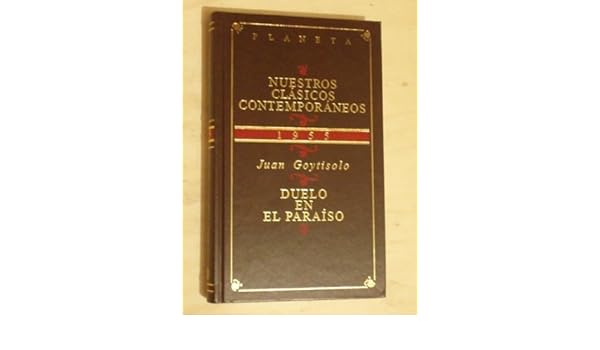 PLANETA
NUESTROS
CLÁSICOS
CONTEMPORÁNEOS
1955
Juan Goytisolo
DUELO
EN
EL PARAÍSO